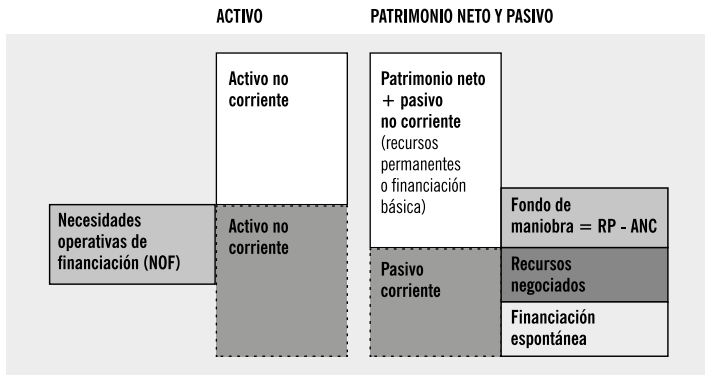 ACTIVO
PATRIMONIO NETO Y PASIVO
Activo no
corriente
Patrimonio neto
+ pasivo
no corriente
(recursos
permanentes
o financiación
básica)
Necesidades
operativas de
financiación (NOF)
Activo no
corriente
Fondo de
maniobra = RP - ANC
Pasivo
corriente
Recursos
negociados
Financiación
espontánea